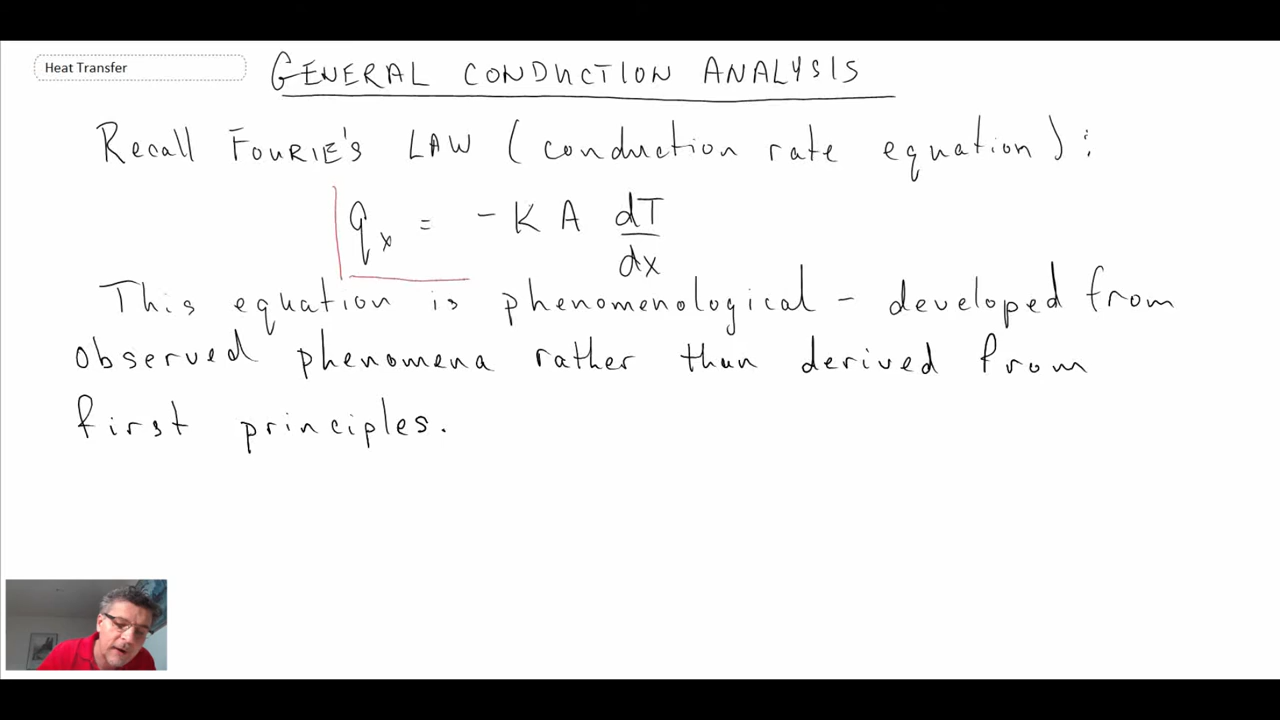 Heat Transfer
GENERAL CONDUCTION ANALYSIS
Recall FOURIE'S LAW (conduction rate equation):
qₓ = - K A dT/dx
This equation is phenomenological - developed from
observed phenomena rather than derived from
first principles.